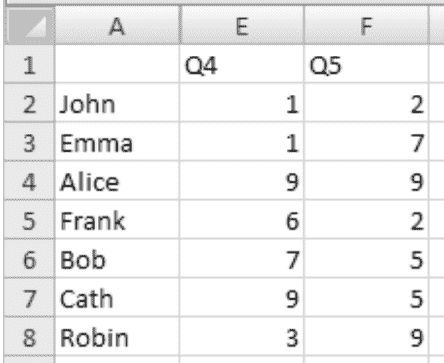 A E F
1 Q4 Q5
2 John 1 2
3 Emma 1 7
4 Alice 9 9
5 Frank 6 2
6 Bob 7 5
7 Cath 9 5
8 Robin 3 9